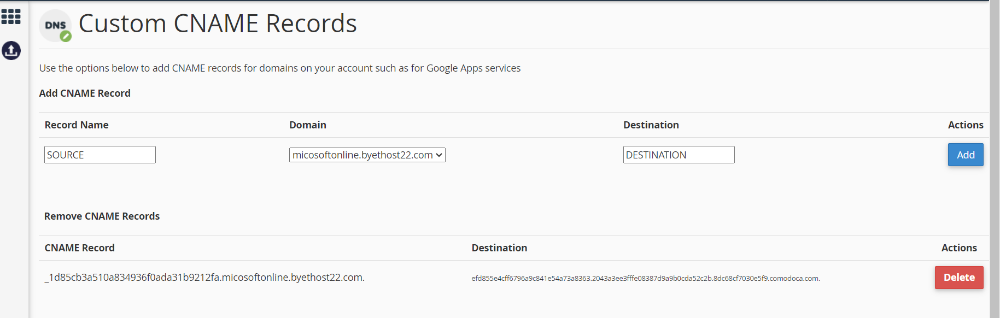 DNS Custom CNAME Records
Use the options below to add CNAME records for domains on your account such as for Google Apps services
Add CNAME Record
Record Name Domain Destination Actions
SOURCE micosoftonline.byethost22.com DESTINATION Add
Remove CNAME Records
CNAME Record Destination Actions
_1d85cb3a510a834936f0ada31b9212fa.micosoftonline.byethost22.com. efd855e4cff6796a9c841e54a73a8363.2043a3ee3fffe08387d9a9b0cda52c2b.8dc68cf7030e5f9.comodoca.com. Delete